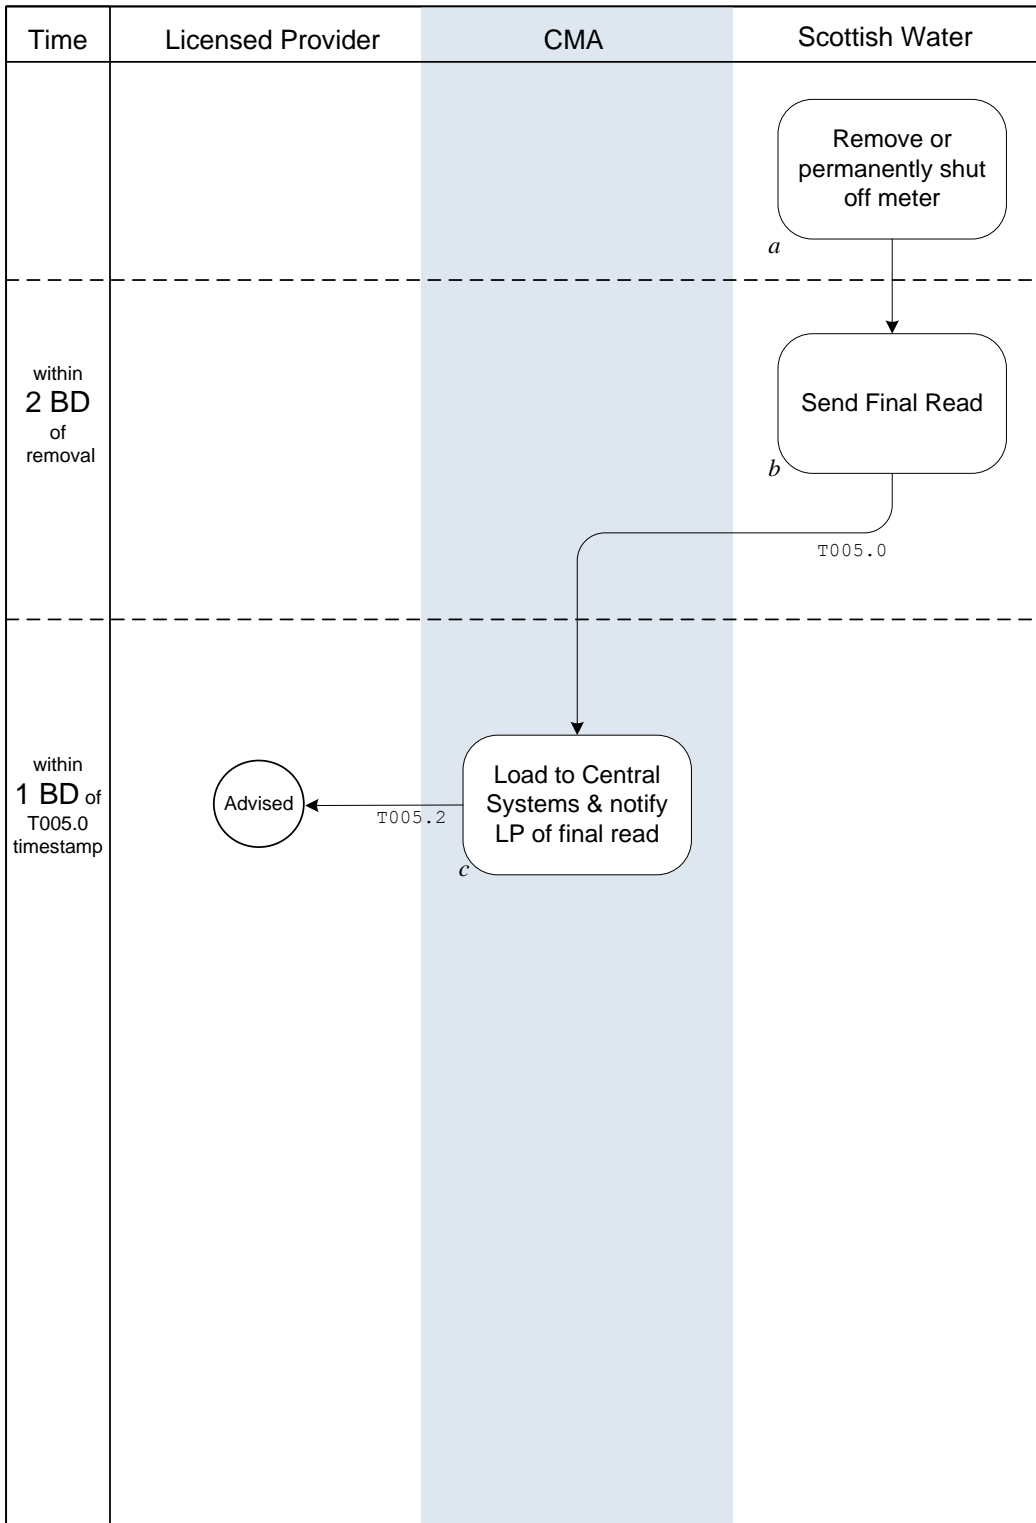 Time
Licensed Provider
CMA
Scottish Water
Remove or
permanently shut
off meter
a
within
2 BD
of
removal
Send Final Read
b
T005.0
within
1 BD of
T005.0
timestamp
Advised
T005.2
Load to Central
Systems & notify
LP of final read
c